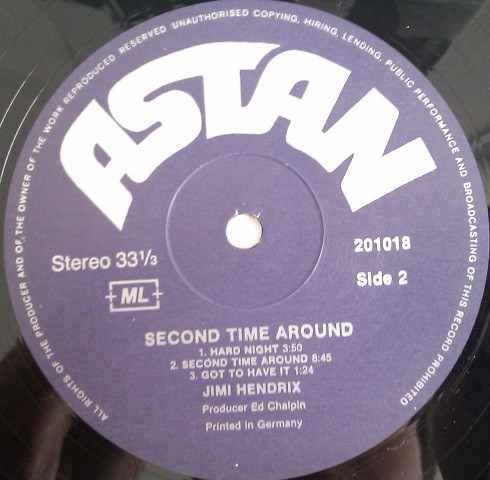 ALL RIGHTS OF THE PRODUCER AND OF THE OWNER OF THE WORK REPRODUCED RESERVED UNAUTHORISED COPYING, HIRING, LENDING, PUBLIC PERFORMANCE AND BROADCASTING OF THIS RECORD PROHIBITED
ASTAN
Stereo 33⅓
201018
ML
Side 2
SECOND TIME AROUND
1. HARD NIGHT 3:50
2. SECOND TIME AROUND 8:45
3. GOT TO HAVE IT 1:24
JIMI HENDRIX
Producer Ed Chalpin
Printed in Germany